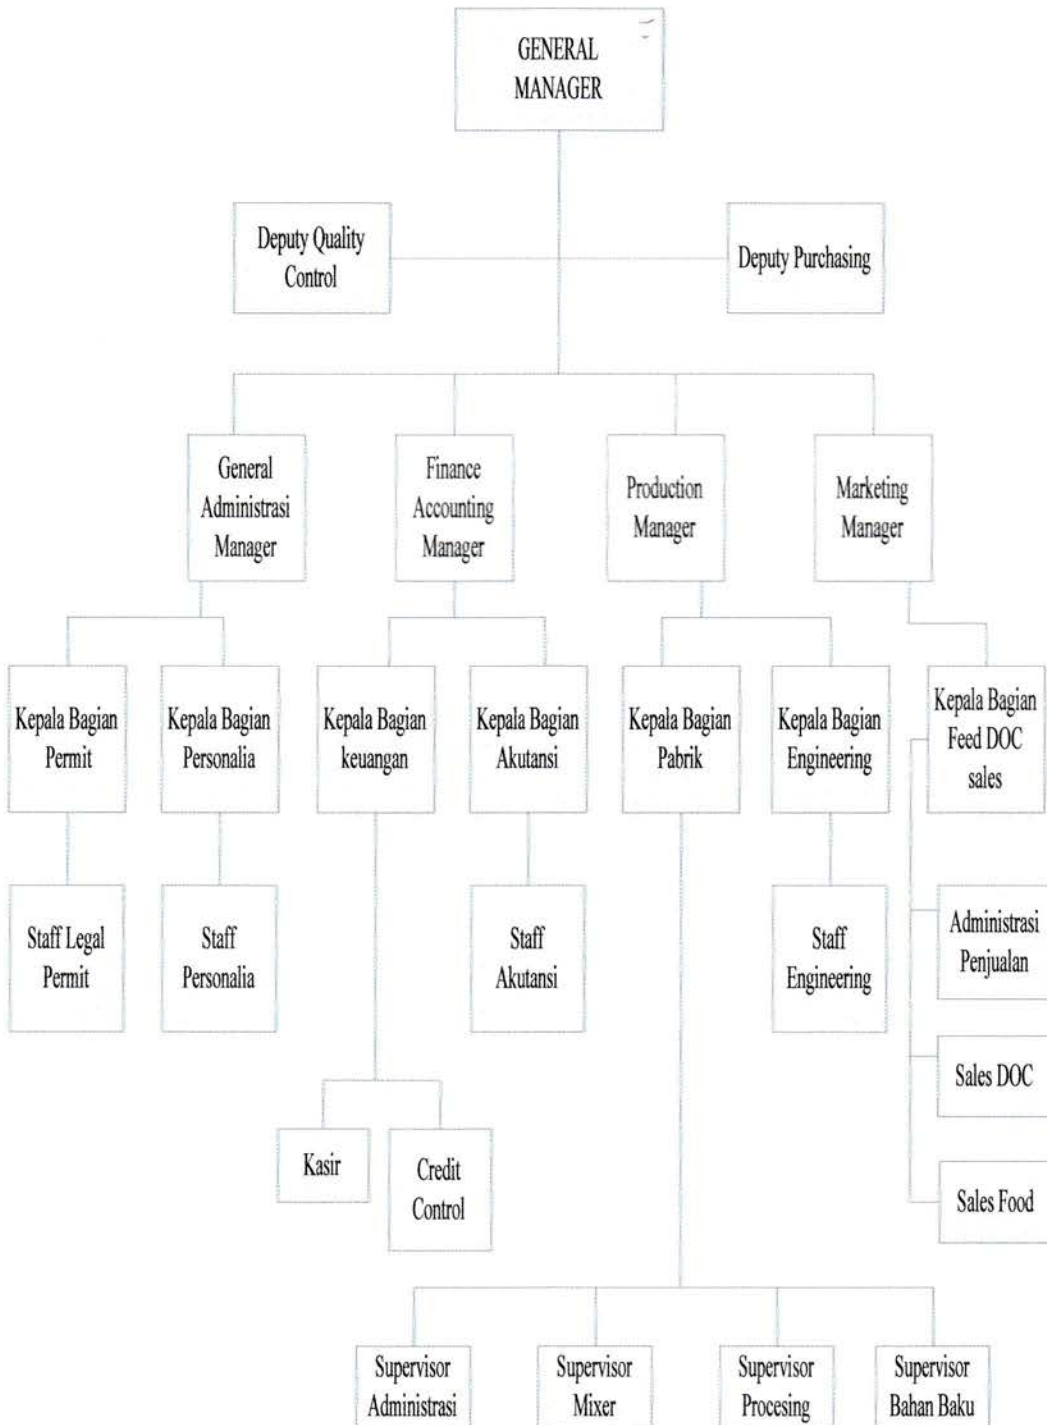 GENERAL
MANAGER
Deputy Quality
Control
Deputy Purchasing
General
Administrasi
Manager
Finance
Accounting
Manager
Production
Manager
Marketing
Manager
Kepala Bagian
Permit
Kepala Bagian
Personalia
Kepala Bagian
keuangan
Kepala Bagian
Akutansi
Kepala Bagian
Pabrik
Kepala Bagian
Engineering
Kepala Bagian
Feed DOC
sales
Staff Legal
Permit
Staff
Personalia
Staff
Akutansi
Staff
Engineering
Administrasi
Penjualan
Sales DOC
Sales Food
Kasir
Credit
Control
Supervisor
Administrasi
Supervisor
Mixer
Supervisor
Procesing
Supervisor
Bahan Baku